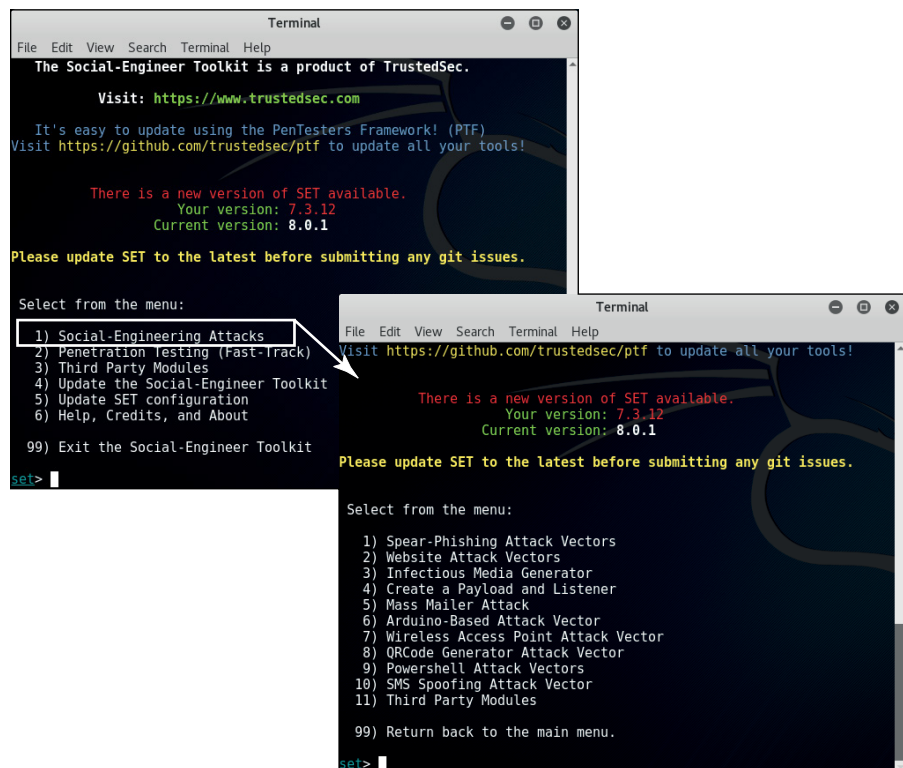 Terminal
File Edit View Search Terminal Help
The Social-Engineer Toolkit is a product of TrustedSec.
Visit: https://www.trustedsec.com
It's easy to update using the PenTesters Framework! (PTF)
Visit https://github.com/trustedsec/ptf to update all your tools!
There is a new version of SET available.
Your version: 7.3.12
Current version: 8.0.1
Please update SET to the latest before submitting any git issues.
Select from the menu:
1) Social-Engineering Attacks
2) Penetration Testing (Fast-Track)
3) Third Party Modules
4) Update the Social-Engineer Toolkit
5) Update SET configuration
6) Help, Credits, and About
99) Exit the Social-Engineer Toolkit
set>
Terminal
File Edit View Search Terminal Help
Visit https://github.com/trustedsec/ptf to update all your tools!
There is a new version of SET available.
Your version: 7.3.12
Current version: 8.0.1
Please update SET to the latest before submitting any git issues.
Select from the menu:
1) Spear-Phishing Attack Vectors
2) Website Attack Vectors
3) Infectious Media Generator
4) Create a Payload and Listener
5) Mass Mailer Attack
6) Arduino-Based Attack Vector
7) Wireless Access Point Attack Vector
8) QRCode Generator Attack Vector
9) Powershell Attack Vectors
10) SMS Spoofing Attack Vector
11) Third Party Modules
99) Return back to the main menu.
set>